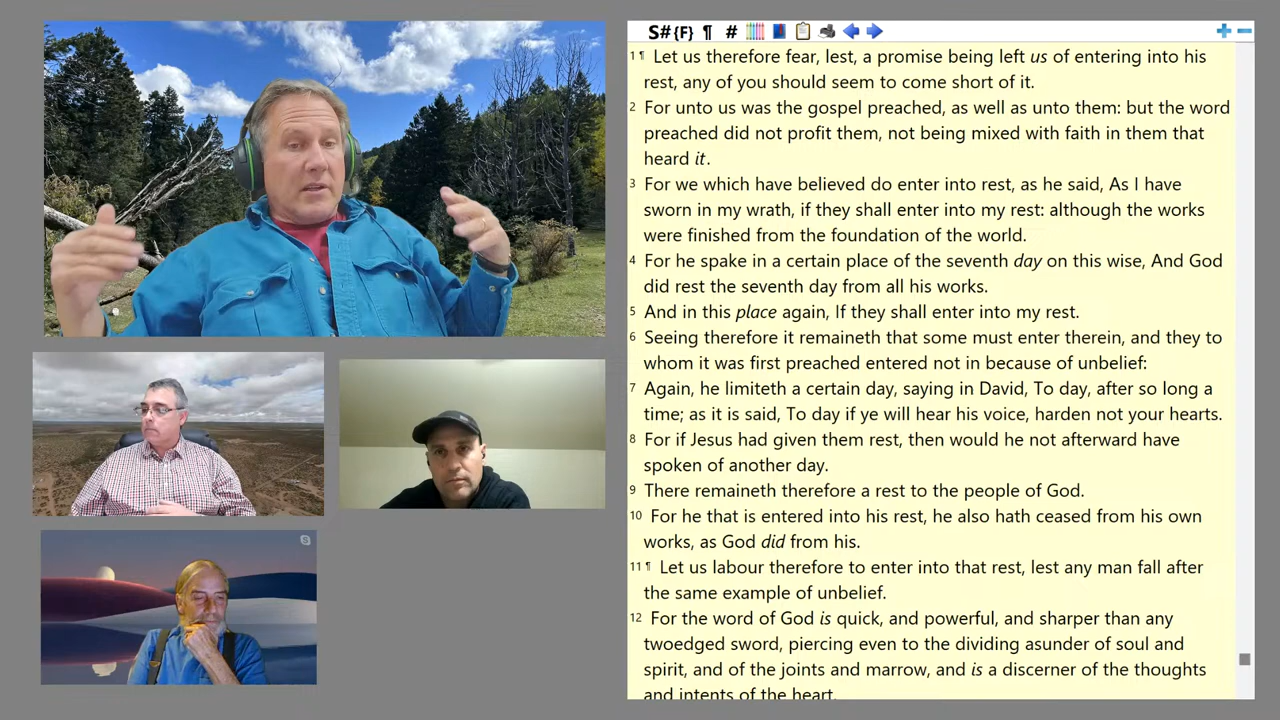 S# {F} ¶ #
1 ¶ Let us therefore fear, lest, a promise being left us of entering into his
rest, any of you should seem to come short of it.
2 For unto us was the gospel preached, as well as unto them: but the word
preached did not profit them, not being mixed with faith in them that
heard it.
3 For we which have believed do enter into rest, as he said, As I have
sworn in my wrath, if they shall enter into my rest: although the works
were finished from the foundation of the world.
4 For he spake in a certain place of the seventh day on this wise, And God
did rest the seventh day from all his works.
5 And in this place again, If they shall enter into my rest.
6 Seeing therefore it remaineth that some must enter therein, and they to
whom it was first preached entered not in because of unbelief:
7 Again, he limiteth a certain day, saying in David, To day, after so long a
time; as it is said, To day if ye will hear his voice, harden not your hearts.
8 For if Jesus had given them rest, then would he not afterward have
spoken of another day.
9 There remaineth therefore a rest to the people of God.
10 For he that is entered into his rest, he also hath ceased from his own
works, as God did from his.
11 ¶ Let us labour therefore to enter into that rest, lest any man fall after
the same example of unbelief.
12 For the word of God is quick, and powerful, and sharper than any
twoedged sword, piercing even to the dividing asunder of soul and
spirit, and of the joints and marrow, and is a discerner of the thoughts
and intents of the heart.